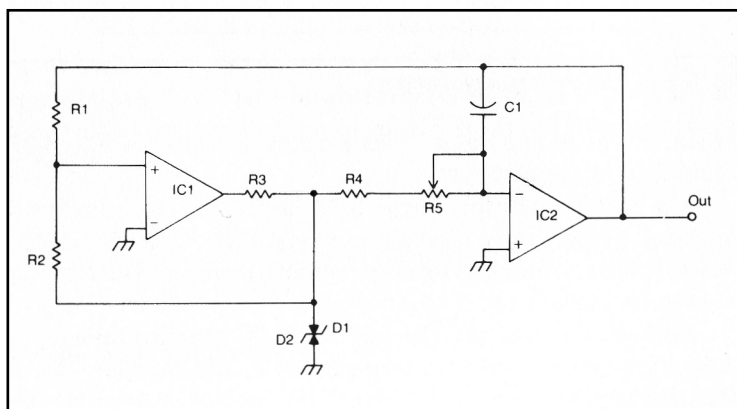 R1
C1
+
IC1
-
R3
R4
R5
-
IC2
+
Out
R2
D1
D2